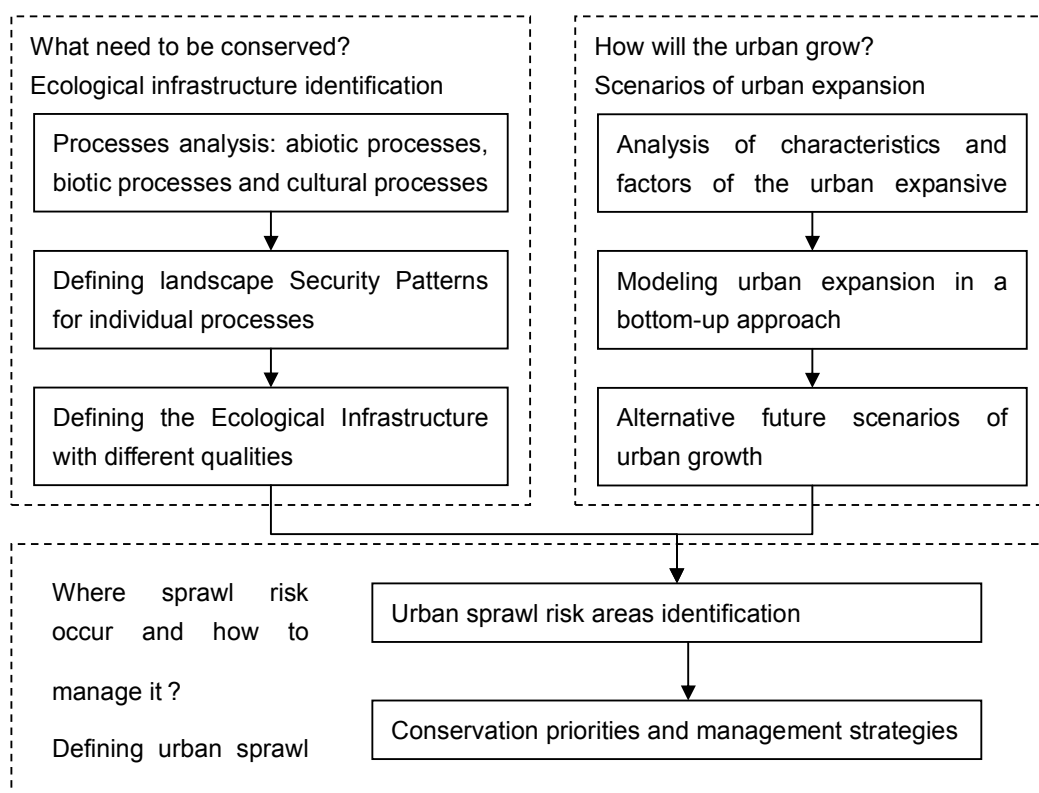 What need to be conserved?
Ecological infrastructure identification
Processes analysis: abiotic processes,
biotic processes and cultural processes
Defining landscape Security Patterns
for individual processes
Defining the Ecological Infrastructure
with different qualities
How will the urban grow?
Scenarios of urban expansion
Analysis of characteristics and
factors of the urban expansive
Modeling urban expansion in a
bottom-up approach
Alternative future scenarios of
urban growth
Where sprawl risk
occur and how to
manage it ?
Defining urban sprawl
Urban sprawl risk areas identification
Conservation priorities and management strategies